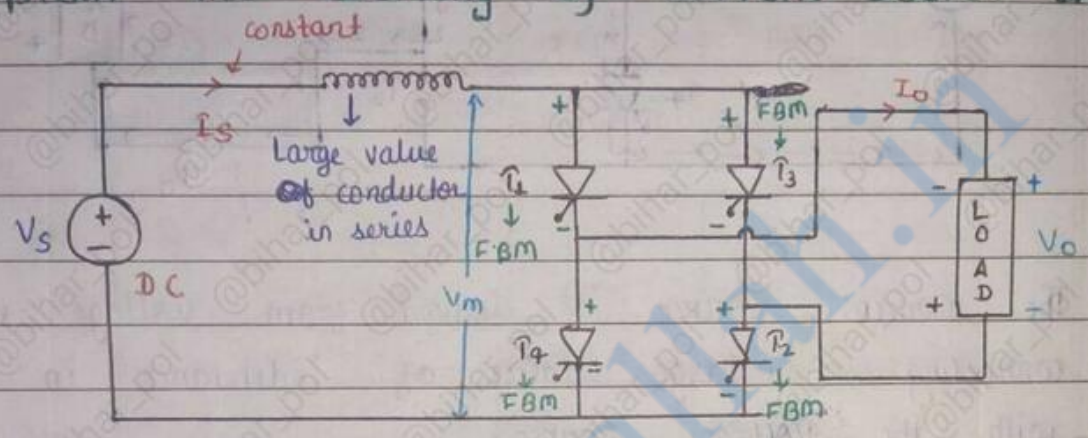 constant
Is
Large value
of conductor
in series
Vs
+
−
DC
Vm
+
T1
−
FBM
+
FBM
T3
−
+
T4
−
FBM
+
T2
−
FBM
Io
−
+
LOAD
+
−
Vo
@bihar_pol